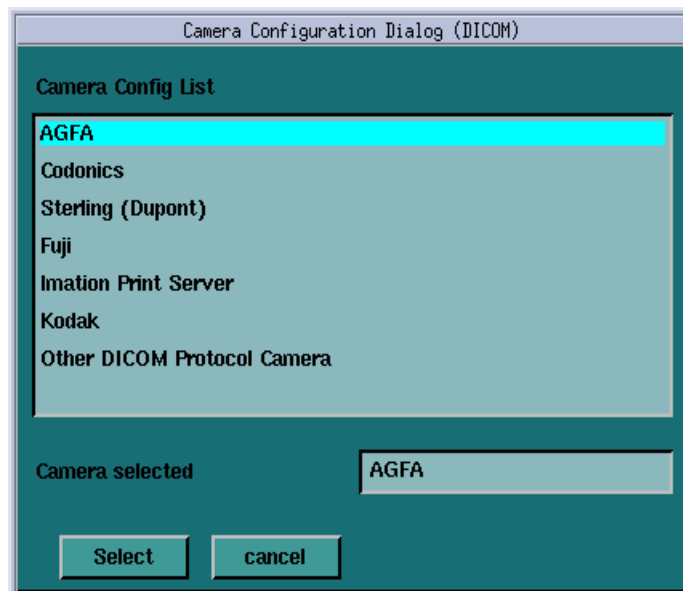 Camera Configuration Dialog (DICOM)
Camera Config List
AGFA
Codonics
Sterling (Dupont)
Fuji
Imation Print Server
Kodak
Other DICOM Protocol Camera
Camera selected AGFA
Select cancel